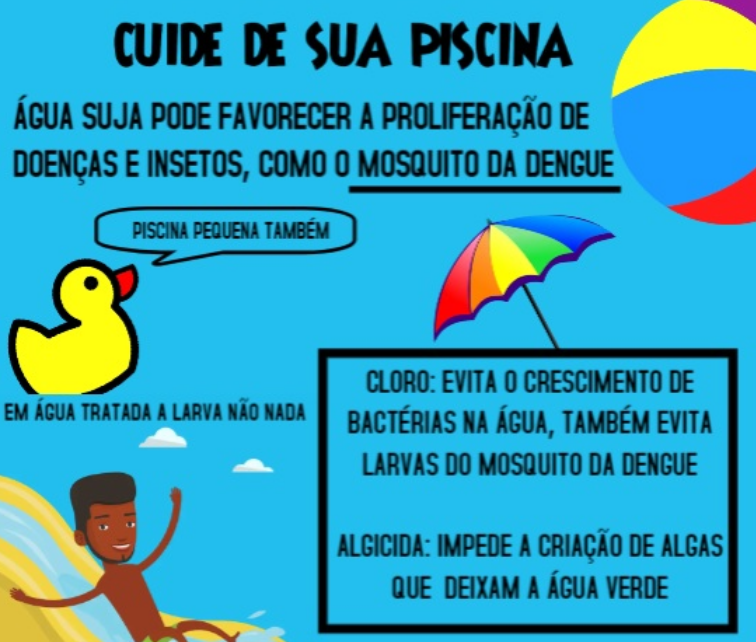 CUIDE DE SUA PISCINA
ÁGUA SUJA PODE FAVORECER A PROLIFERAÇÃO DE
DOENÇAS E INSETOS, COMO O MOSQUITO DA DENGUE
PISCINA PEQUENA TAMBÉM
EM ÁGUA TRATADA A LARVA NÃO NADA
CLORO: EVITA O CRESCIMENTO DE
BACTÉRIAS NA ÁGUA, TAMBÉM EVITA
LARVAS DO MOSQUITO DA DENGUE
ALGICIDA: IMPEDE A CRIAÇÃO DE ALGAS
QUE DEIXAM A ÁGUA VERDE